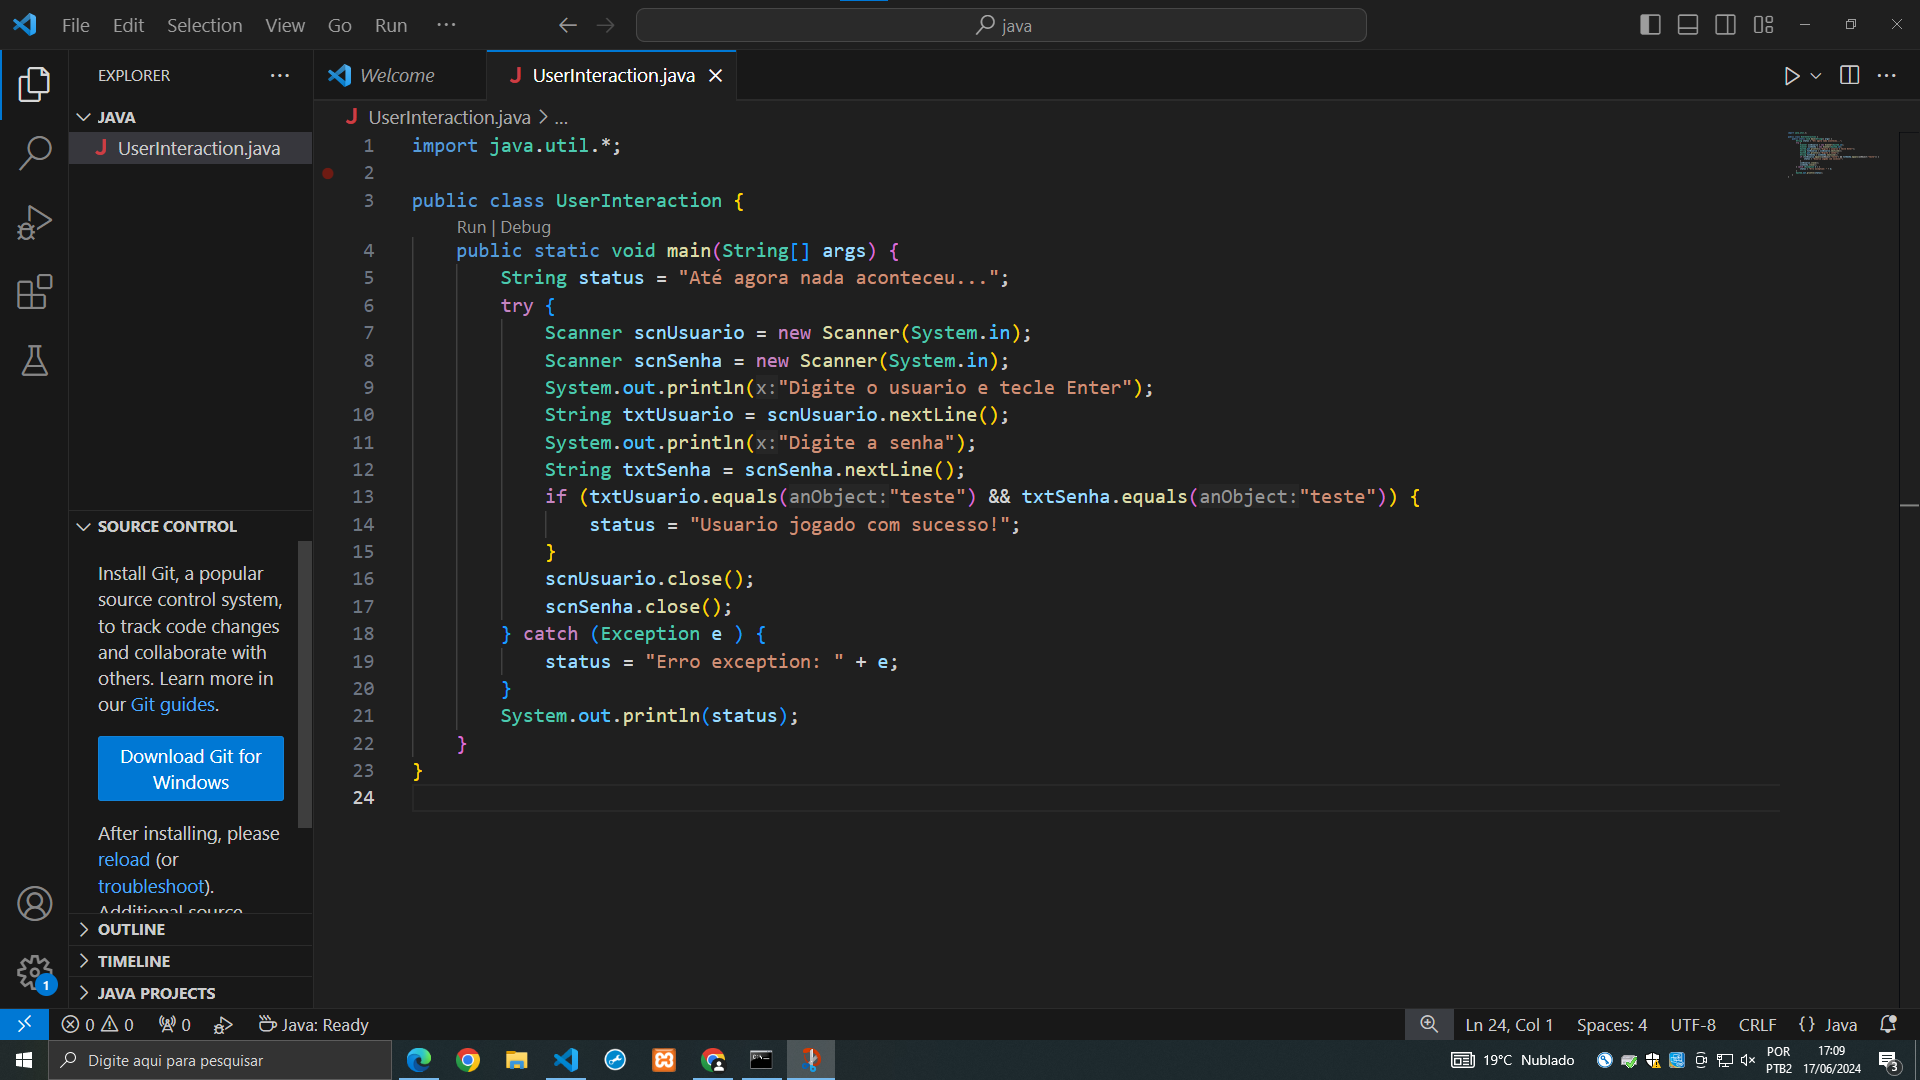 File Edit Selection View Go Run ...
java
EXPLORER ...
JAVA
J UserInteraction.java
Welcome
J UserInteraction.java
J UserInteraction.java > ...
1 import java.util.*;
2
3 public class UserInteraction {
Run | Debug
4 public static void main(String[] args) {
5 String status = "Até agora nada aconteceu...";
6 try {
7 Scanner scnUsuario = new Scanner(System.in);
8 Scanner scnSenha = new Scanner(System.in);
9 System.out.println(x:"Digite o usuario e tecle Enter");
10 String txtUsuario = scnUsuario.nextLine();
11 System.out.println(x:"Digite a senha");
12 String txtSenha = scnSenha.nextLine();
13 if (txtUsuario.equals(anObject:"teste") && txtSenha.equals(anObject:"teste")) {
14 status = "Usuario jogado com sucesso!";
15 }
16 scnUsuario.close();
17 scnSenha.close();
18 } catch (Exception e ) {
19 status = "Erro exception: " + e;
20 }
21 System.out.println(status);
22 }
23 }
24
SOURCE CONTROL
Install Git, a popular
source control system,
to track code changes
and collaborate with
others. Learn more in
our Git guides.
Download Git for
Windows
After installing, please
reload (or
troubleshoot).
Additional source
OUTLINE
TIMELINE
JAVA PROJECTS
1
0 0 0 Java: Ready
Ln 24, Col 1 Spaces: 4 UTF-8 CRLF {} Java
Digite aqui para pesquisar
19°C Nublado
POR
PTB2
17:09
17/06/2024
3